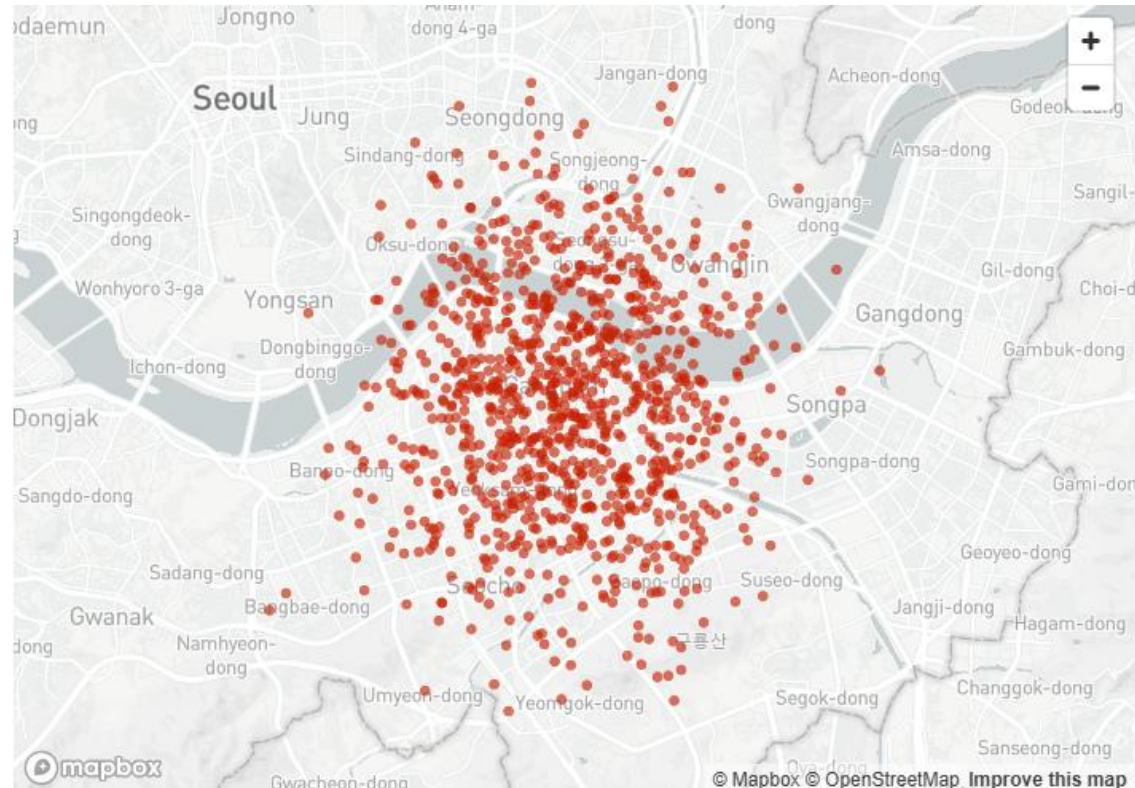 odaemun
Jongno
dong 4-ga
dong
Jangan-dong
Acheon-dong
+
−
Seoul
Jung
Seongdong
Godeok
ng
Sindang-dong
Songjeong-
dong
Amsa-dong
Singongdeok-
dong
Gwangjang-
dong
Sangil-
Oksu-dong
Gwangjin
Gil-dong
Wonhyoro 3-ga
Yongsan
Choi-d
Gangdong
Dongbinggo-
dong
Ichon-dong
Gambuk-dong
Dongjak
Songpa
Banpo-dong
Songpa-dong
Sangdo-dong
Gami-don
Geoyeo-dong
Sadang-dong
Seocho
Suseo-dong
Gwanak
Bangbae-dong
Jangji-dong
Hagam-dong
dong
Namhyeon-
dong
구룡산
Umyeon-dong
Yeomgok-dong
Segok-dong
Changgok-dong
Sanseong-dong
mapbox
Gwacheon-dong
© Mapbox © OpenStreetMap Improve this map